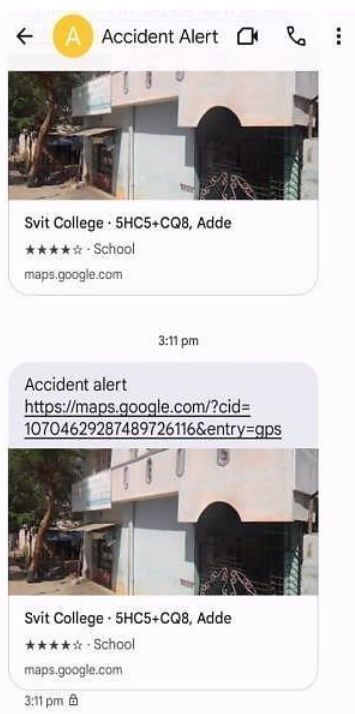 A Accident Alert
Svit College · 5HC5+CQ8, Adde
★★★★☆ · School
maps.google.com
3:11 pm
Accident alert
https://maps.google.com/?cid=
10704629287489726116&entry=gps
Svit College · 5HC5+CQ8, Adde
★★★★☆ · School
maps.google.com
3:11 pm